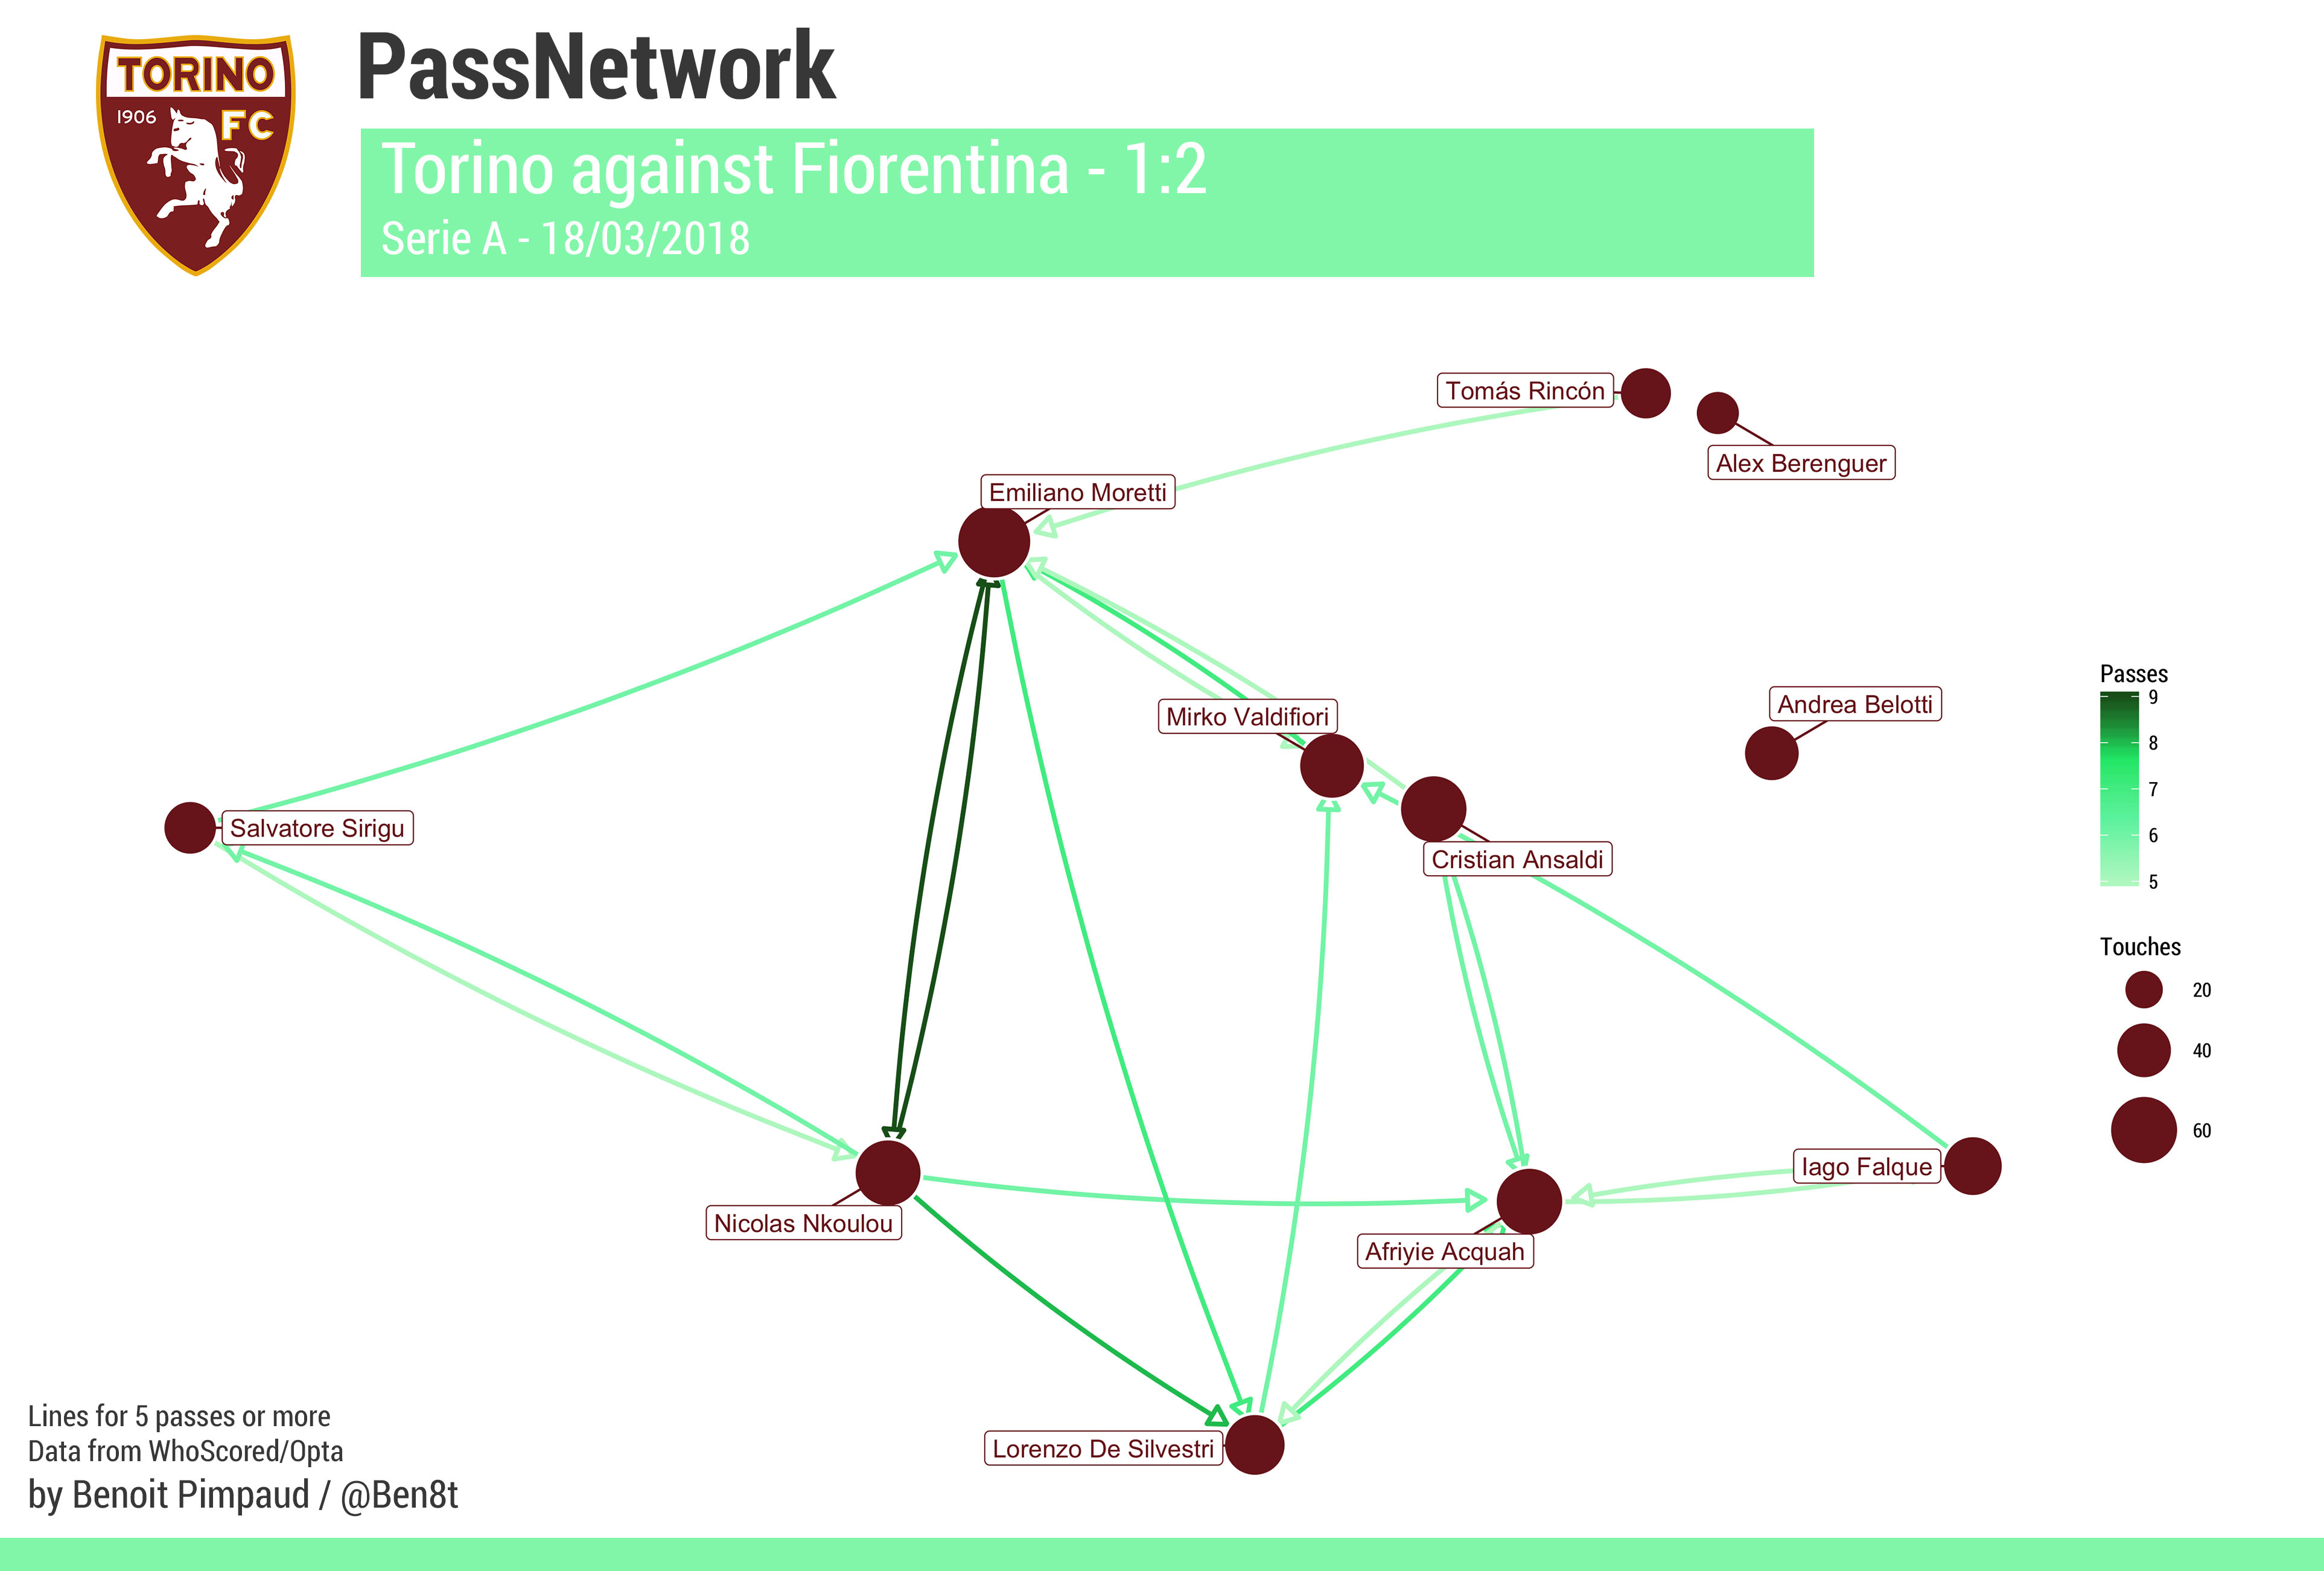 TORINO
1906
FC
PassNetwork
Torino against Fiorentina - 1:2
Serie A - 18/03/2018
Tomás Rincón
Alex Berenguer
Emiliano Moretti
Mirko Valdifiori
Andrea Belotti
Salvatore Sirigu
Cristian Ansaldi
Iago Falque
Nicolas Nkoulou
Afriyie Acquah
Lorenzo De Silvestri
Passes
9
8
7
6
5
Touches
20
40
60
Lines for 5 passes or more
Data from WhoScored/Opta
by Benoit Pimpaud / @Ben8t